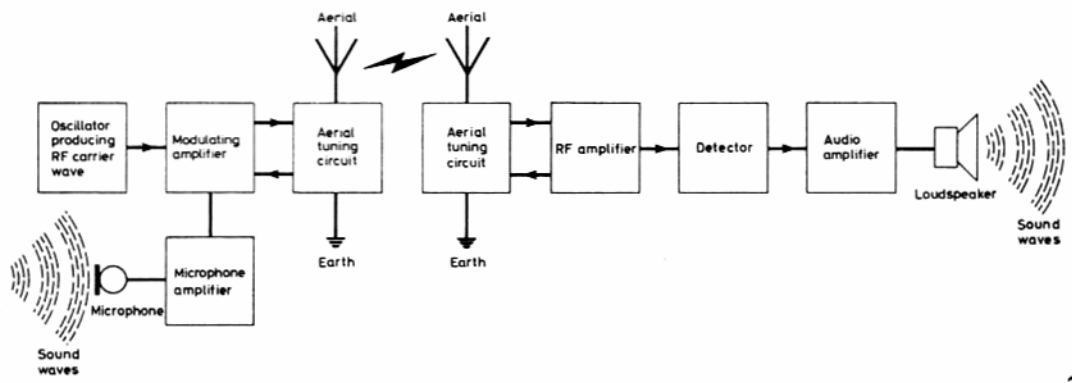 Aerial
Aerial
Oscillator
producing
RF carrier
wave
Modulating
amplifier
Aerial
tuning
circuit
Aerial
tuning
circuit
RF amplifier
Detector
Audio
amplifier
Loudspeaker
Sound
waves
Earth
Earth
Microphone
amplifier
Microphone
Sound
waves